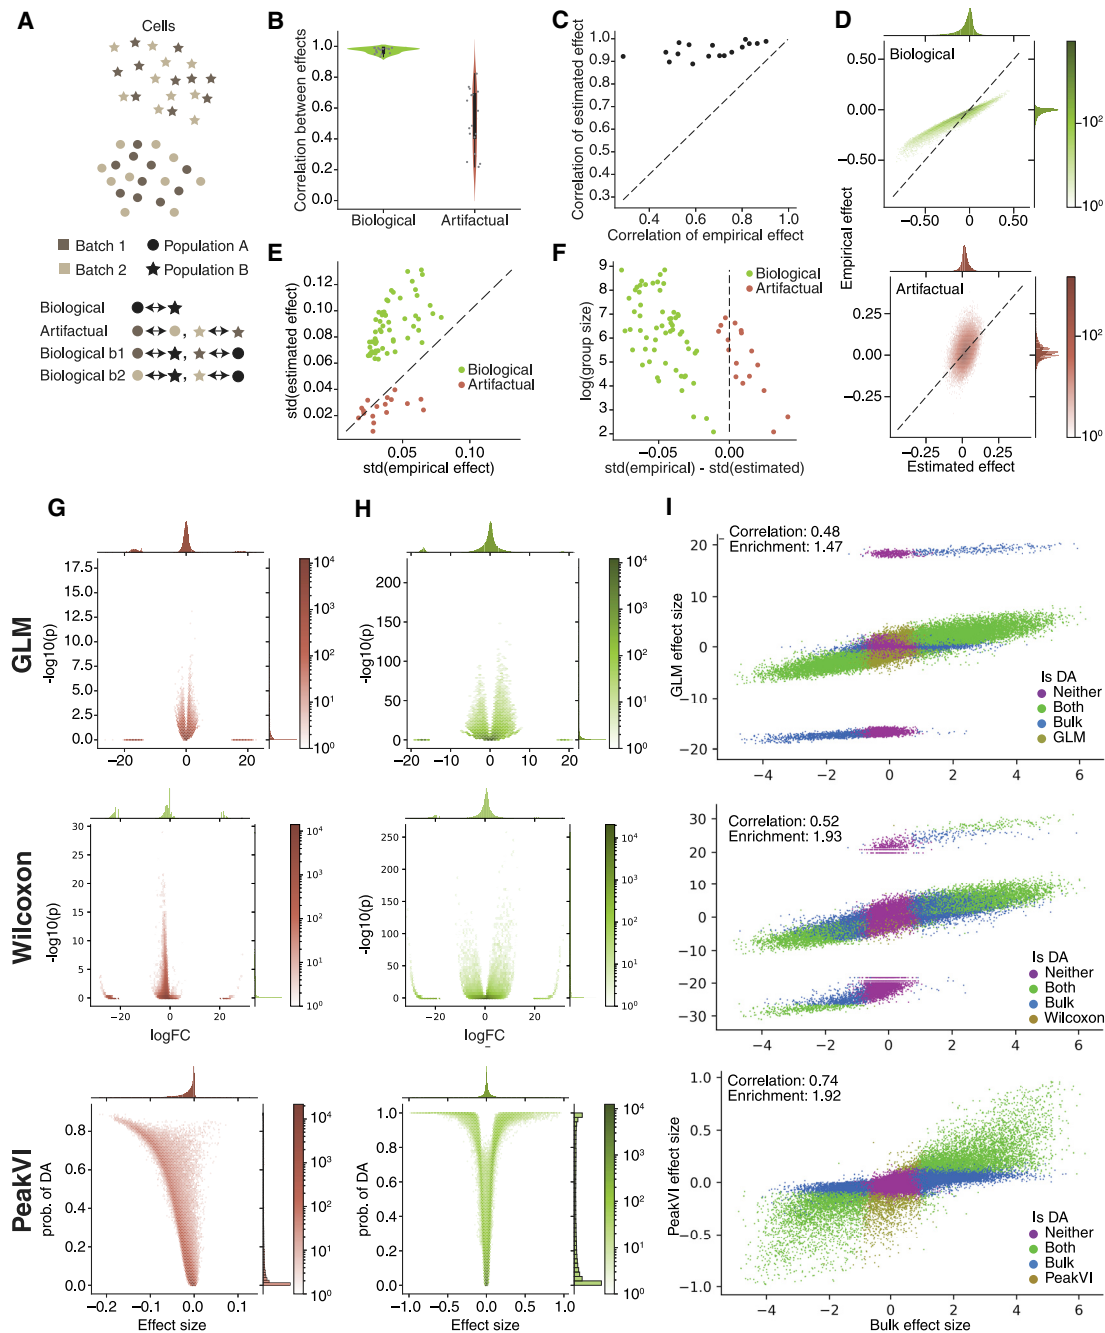 A
Cells
Batch 1
Population A
Batch 2
Population B
Biological
Artifactual
,
Biological b1
,
Biological b2
,
B
Correlation between effects
1.0
0.8
0.6
0.4
0.2
0.0
Biological
Artifactual
C
Correlation of estimated effect
1.0
0.9
0.8
0.7
0.6
0.5
0.4
0.3
0.4
0.6
0.8
1.0
Correlation of empirical effect
D
Biological
0.50
0.00
−0.50
−0.50
0
0.50
10²
10⁰
Empirical effect
Artifactual
0.25
0.00
−0.25
−0.25
0
0.25
Estimated effect
10²
10⁰
E
std(estimated effect)
0.12
0.10
0.08
0.06
0.04
0.02
Biological
Artifactual
0.05
0.10
std(empirical effect)
F
log(group size)
9
8
7
6
5
4
3
2
Biological
Artifactual
−0.05
0.00
std(empirical) - std(estimated)
G
GLM
-log10(p)
17.5
15.0
12.5
10.0
7.5
5.0
2.5
0.0
−20
0
20
10⁴
10³
10²
10¹
10⁰
H
-log10(p)
200
150
100
50
0
−20
−10
0
10
20
10⁴
10³
10²
10¹
10⁰
I
Correlation: 0.48
Enrichment: 1.47
GLM effect size
20
10
0
−10
−20
−4
−2
0
2
4
6
Is DA
Neither
Both
Bulk
GLM
Wilcoxon
-log10(p)
30
25
20
15
10
5
0
−20
0
20
logFC
10⁴
10³
10²
10¹
10⁰
-log10(p)
250
200
150
100
50
0
−20
0
20
logFC
10⁴
10³
10²
10¹
10⁰
Correlation: 0.52
Enrichment: 1.93
30
20
10
0
−10
−20
−30
−4
−2
0
2
4
6
Is DA
Neither
Both
Bulk
Wilcoxon
PeakVI
prob. of DA
0.8
0.6
0.4
0.2
0.0
−0.2
−0.1
0.0
0.1
Effect size
10⁴
10³
10²
10¹
10⁰
prob. of DA
1.0
0.8
0.6
0.4
0.2
0.0
−1.0
−0.5
0.0
0.5
1.0
Effect size
10⁴
10³
10²
10¹
10⁰
Correlation: 0.74
Enrichment: 1.92
PeakVI effect size
1.0
0.5
0.0
−0.5
−1.0
−4
−2
0
2
4
6
Bulk effect size
Is DA
Neither
Both
Bulk
PeakVI